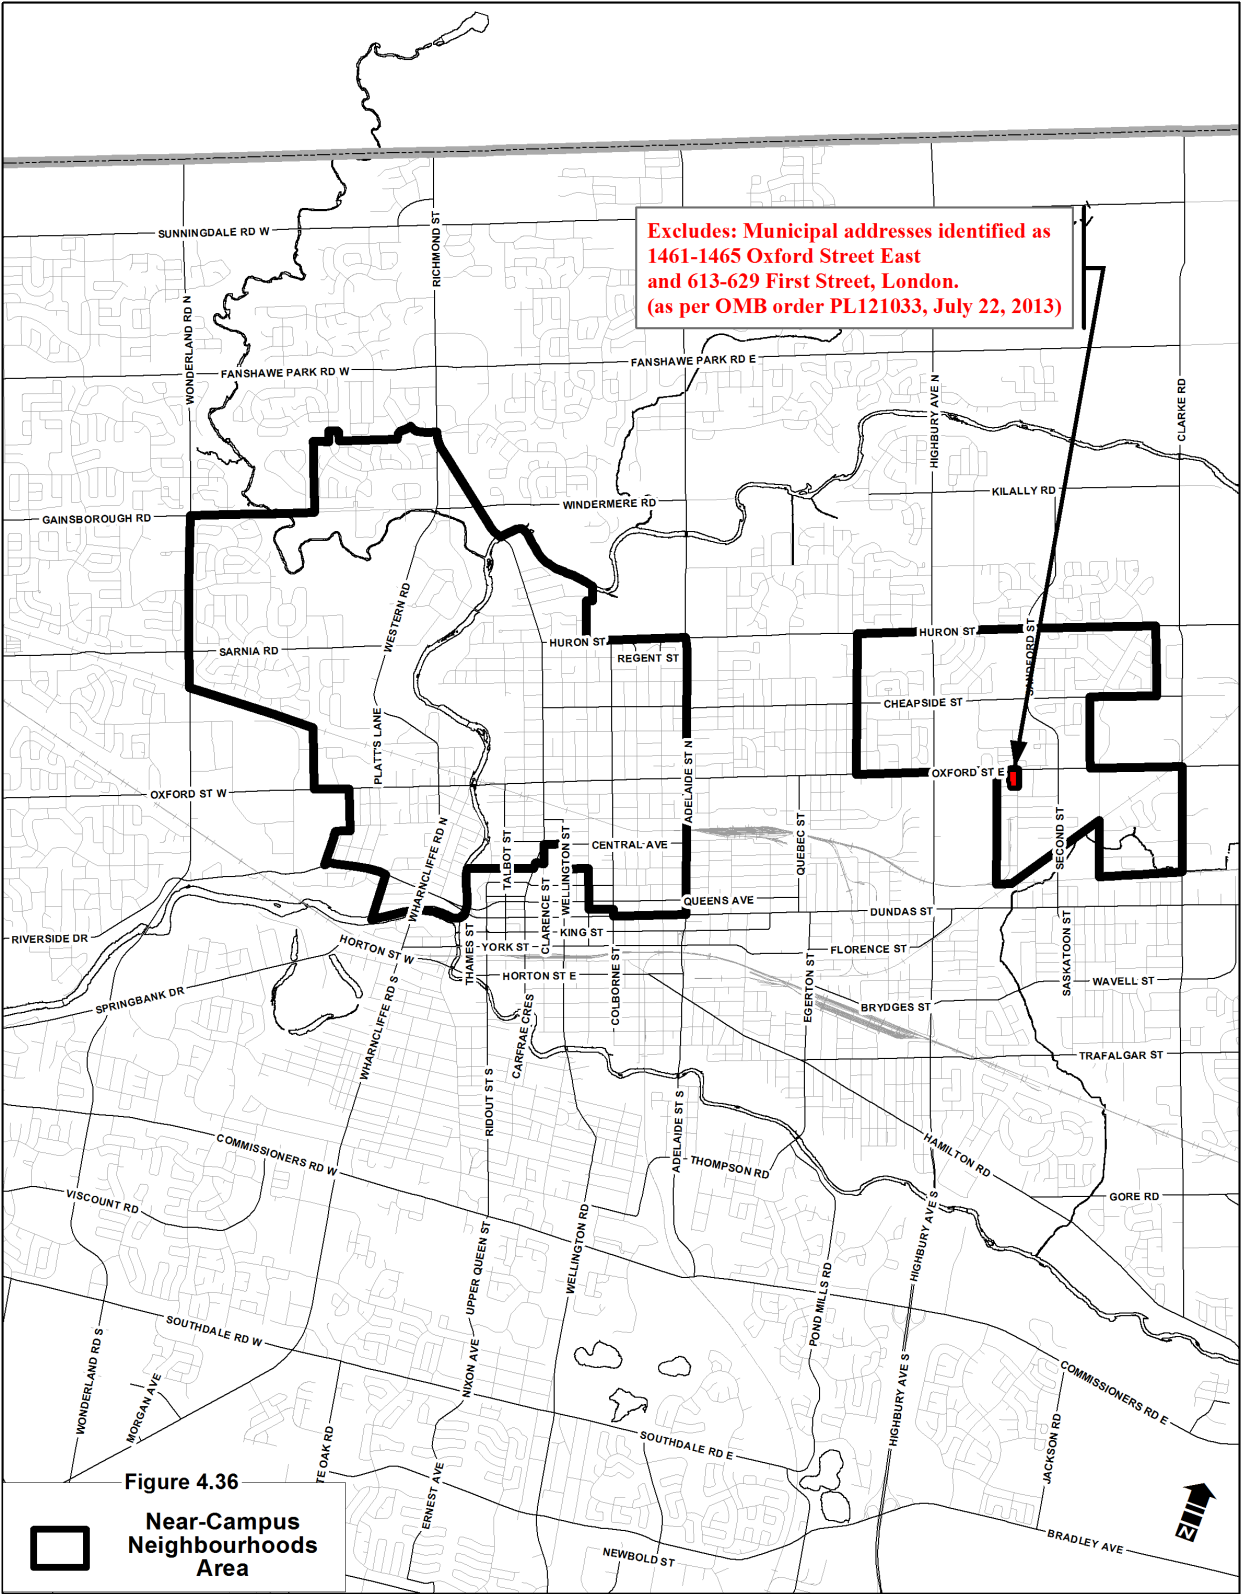 SUNNINGDALE RD W
RICHMOND ST
Excludes: Municipal addresses identified as
1461-1465 Oxford Street East
and 613-629 First Street, London.
(as per OMB order PL121033, July 22, 2013)
WONDERLAND RD N
FANSHAWE PARK RD W
FANSHAWE PARK RD E
HIGHBURY AVE N
CLARKE RD
GAINSBOROUGH RD
WINDERMERE RD
KILALLY RD
WESTERN RD
SARNIA RD
HURON ST
REGENT ST
HURON ST
SANDFORD ST
CHEAPSIDE ST
PLATT'S LANE
ADELAIDE ST N
OXFORD ST W
OXFORD ST E
WHARNCLIFFE RD N
TALBOT ST
WELLINGTON ST
CENTRAL AVE
QUEBEC ST
SECOND ST
CLARENCE ST
QUEENS AVE
DUNDAS ST
RIVERSIDE DR
HORTON ST W
THAMES ST
YORK ST
KING ST
FLORENCE ST
SASKATOON ST
HORTON ST E
COLBORNE ST
EGERTON ST
WAVELL ST
SPRINGBANK DR
WHARNCLIFFE RD S
CARFRAE CRES
BRYDGES ST
TRAFALGAR ST
RIDOUT ST S
ADELAIDE ST S
COMMISSIONERS RD W
THOMPSON RD
HAMILTON RD
VISCOUNT RD
GORE RD
UPPER QUEEN ST
WELLINGTON RD
HIGHBURY AVE S
POND MILLS RD
SOUTHDALE RD W
WONDERLAND RD S
MORGAN AVE
NIXON AVE
HIGHBURY AVE S
COMMISSIONERS RD E
SOUTHDALE RD E
JACKSON RD
TE OAK RD
ERNEST AVE
BRADLEY AVE
NEWBOLD ST
Figure 4.36
Near-Campus
Neighbourhoods
Area
N